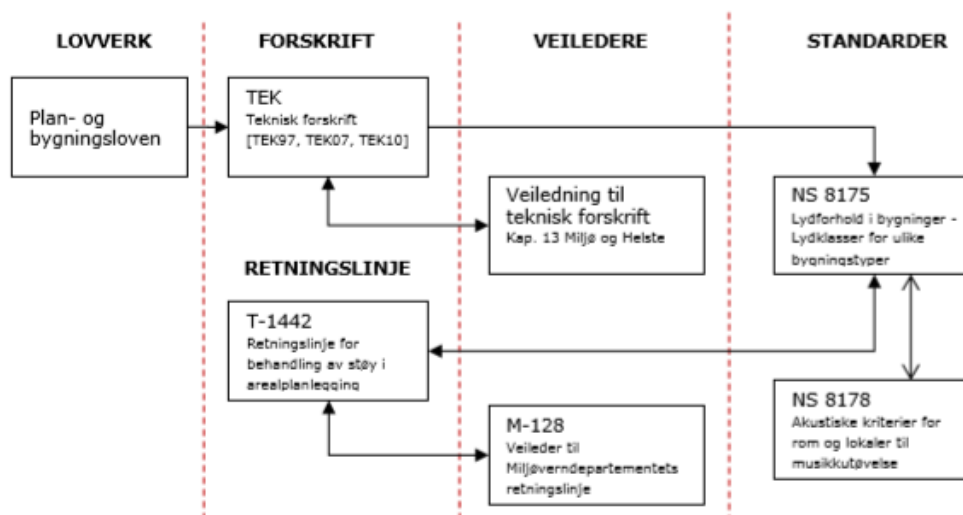 LOVVERK
FORSKRIFT
VEILEDERE
STANDARDER
Plan- og
bygningsloven
TEK
Teknisk forskrift
[TEK97, TEK07, TEK10]
Veiledning til
teknisk forskrift
Kap. 13 Miljø og Helste
NS 8175
Lydforhold i bygninger -
Lydklasser for ulike
bygningstyper
RETNINGSLINJE
T-1442
Retningslinje for
behandling av støy i
arealplanlegging
M-128
Veileder til
Miljøverndepartementets
retningslinje
NS 8178
Akustiske kriterier for
rom og lokaler til
musikkutøvelse